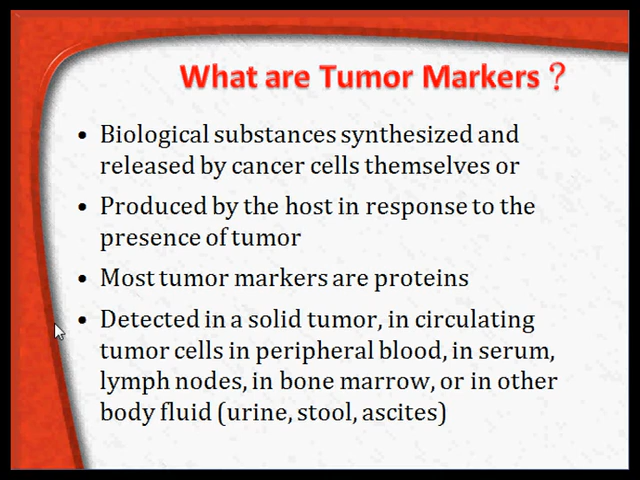 What are Tumor Markers ?
• Biological substances synthesized and
released by cancer cells themselves or
• Produced by the host in response to the
presence of tumor
• Most tumor markers are proteins
• Detected in a solid tumor, in circulating
tumor cells in peripheral blood, in serum,
lymph nodes, in bone marrow, or in other
body fluid (urine, stool, ascites)